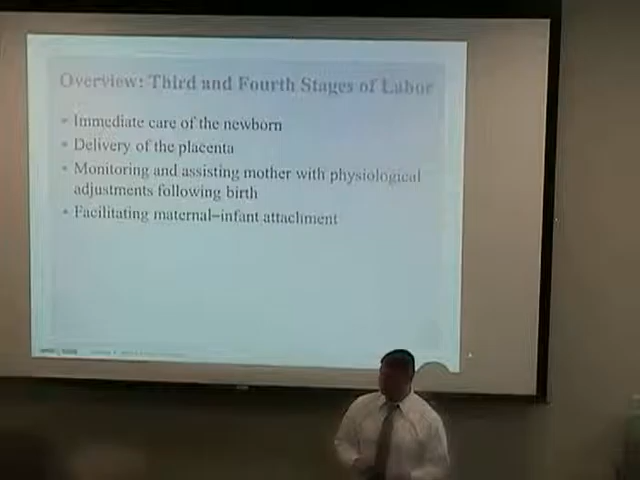 Overview: Third and Fourth Stages of Labor
• Immediate care of the newborn
• Delivery of the placenta
• Monitoring and assisting mother with physiological
adjustments following birth
• Facilitating maternal–infant attachment